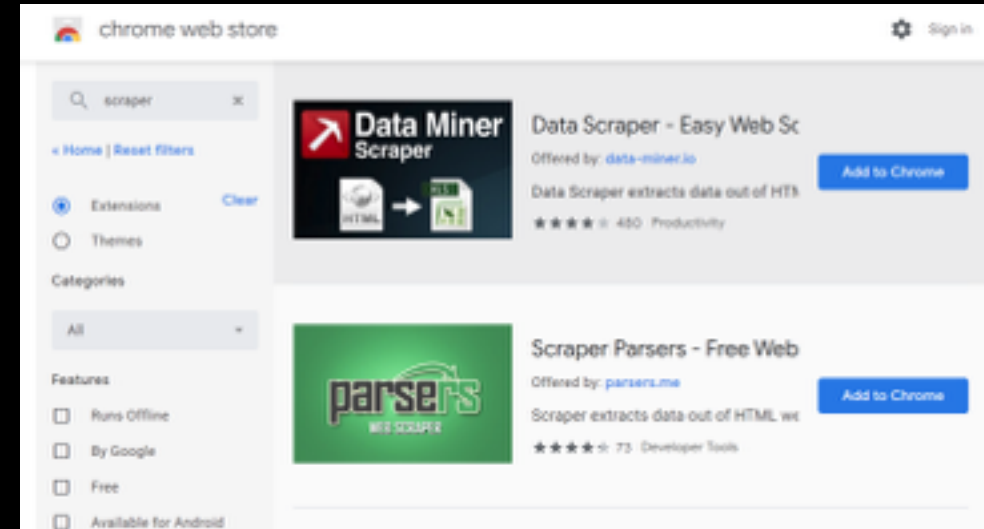 chrome web store
Sign in
scraper
« Home | Reset filters
Extensions
Clear
Themes
Categories
All
Features
Runs Offline
By Google
Free
Available for Android
Data Miner
Scraper
HTML
Data Scraper - Easy Web Sc
Offered by: data-miner.io
Data Scraper extracts data out of HTM
480 Productivity
Add to Chrome
parsers
WEB SCRAPER
Scraper Parsers - Free Web
Offered by: parsers.me
Scraper extracts data out of HTML we
73 Developer Tools
Add to Chrome